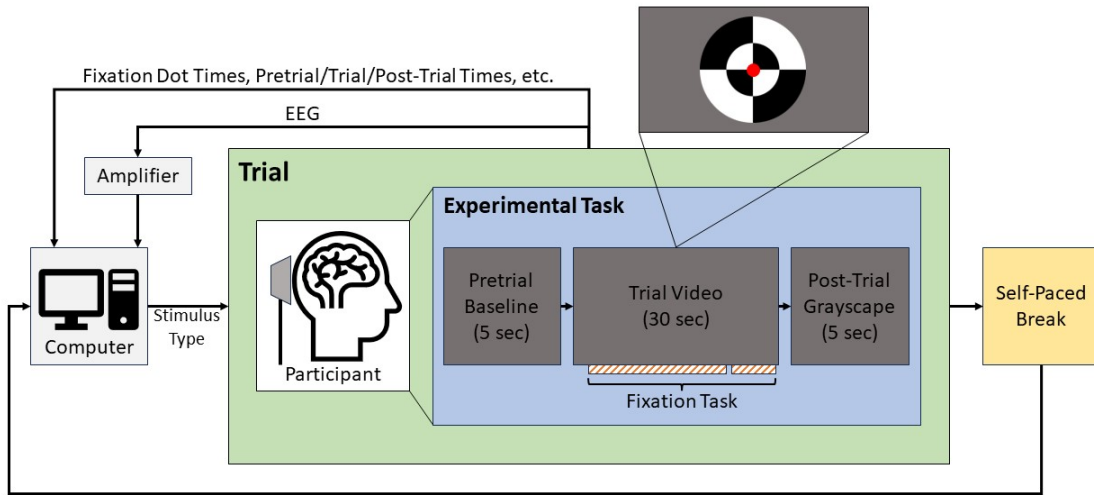 Fixation Dot Times, Pretrial/Trial/Post-Trial Times, etc.
EEG
Amplifier
Computer
Stimulus
Type
Trial
Participant
Experimental Task
Pretrial
Baseline
(5 sec)
Trial Video
(30 sec)
Post-Trial
Grayscape
(5 sec)
Fixation Task
Self-Paced
Break